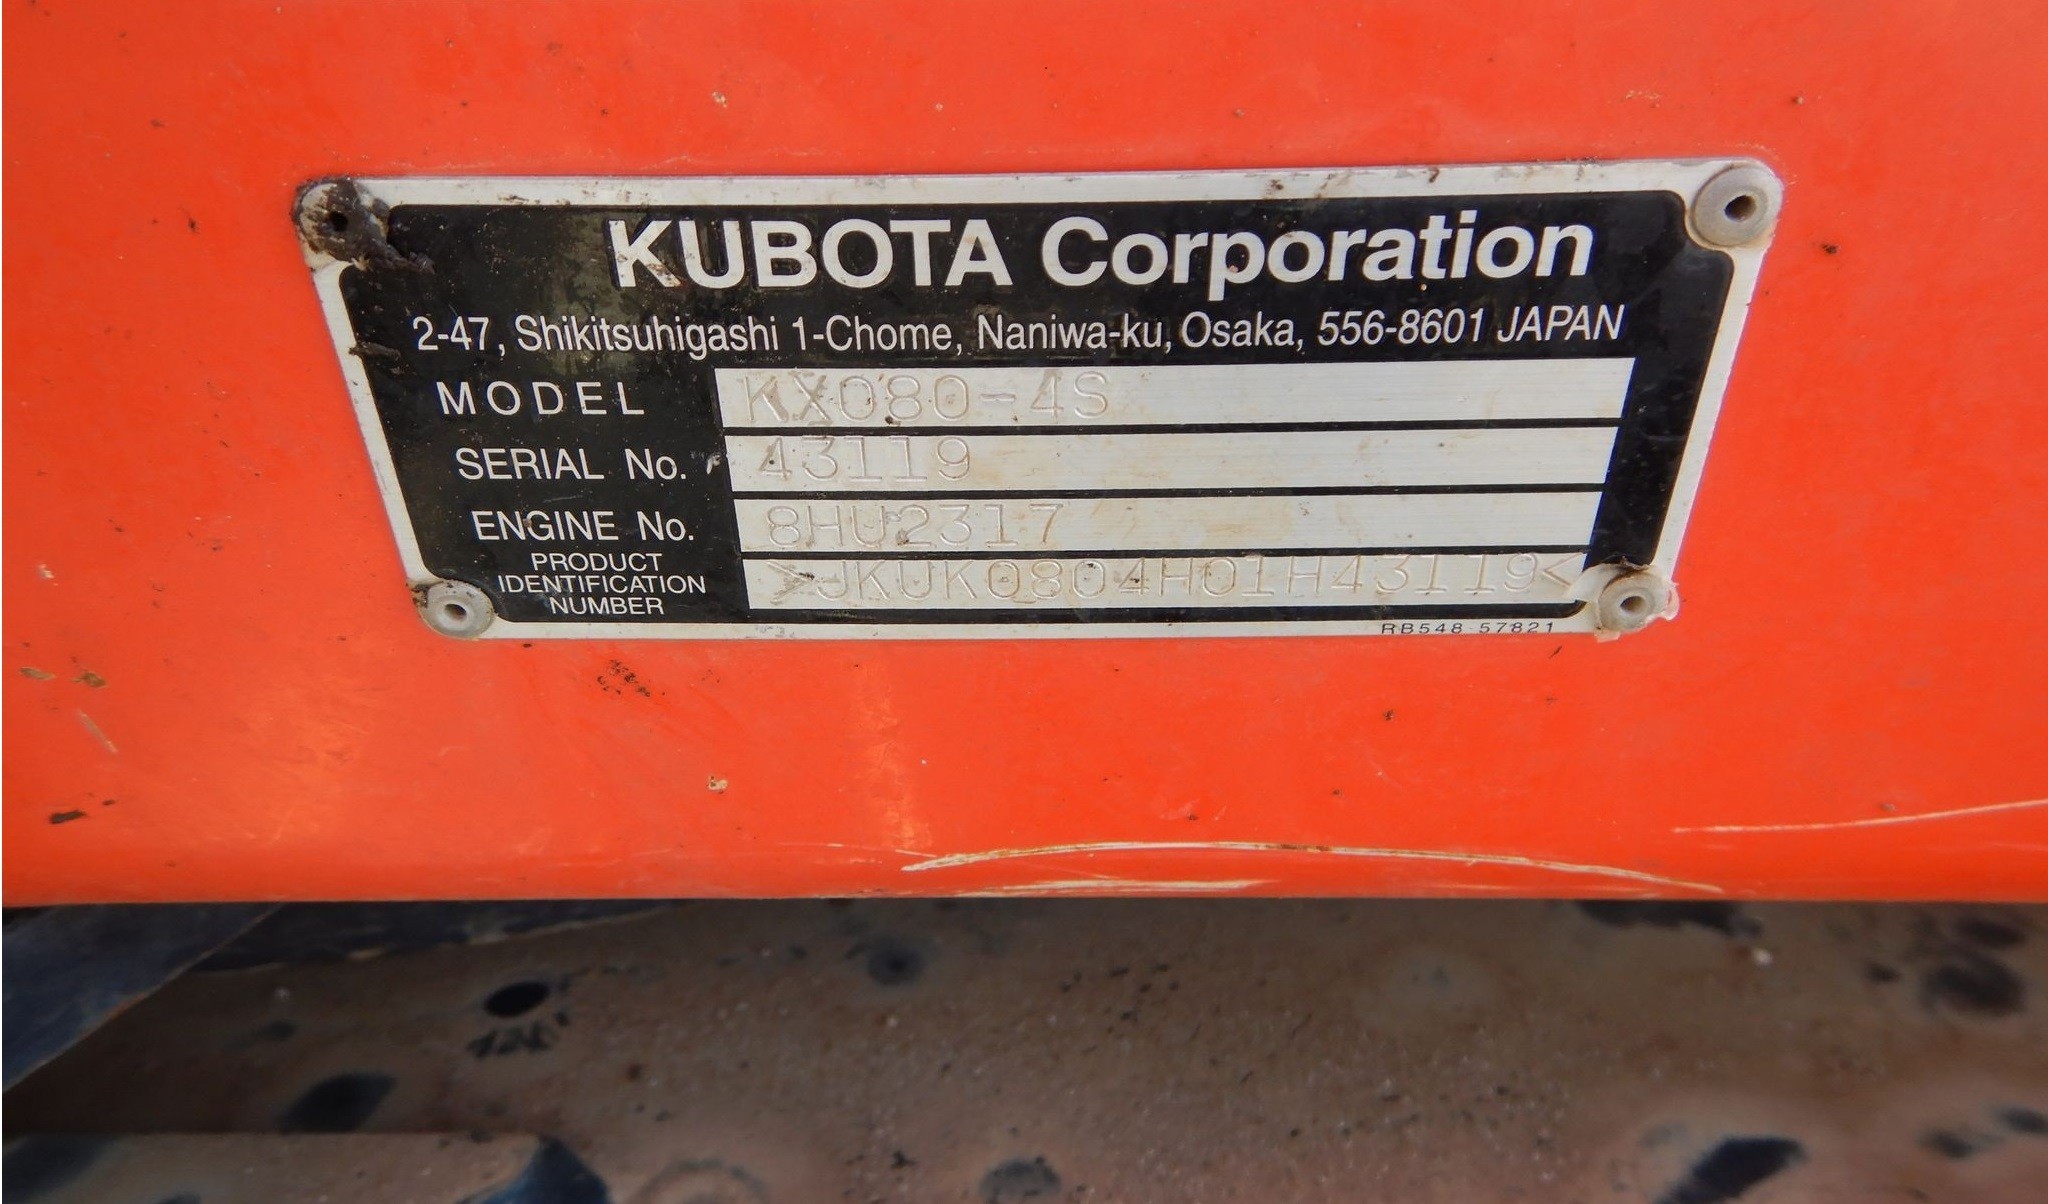 KUBOTA Corporation
2-47, Shikitsuhigashi 1-Chome, Naniwa-ku, Osaka, 556-8601 JAPAN
MODEL KX080-4S
SERIAL No. 43119
ENGINE No. 8HU2317
PRODUCT
IDENTIFICATION
NUMBER >JKUK0804H01H43119<
RB548-57821